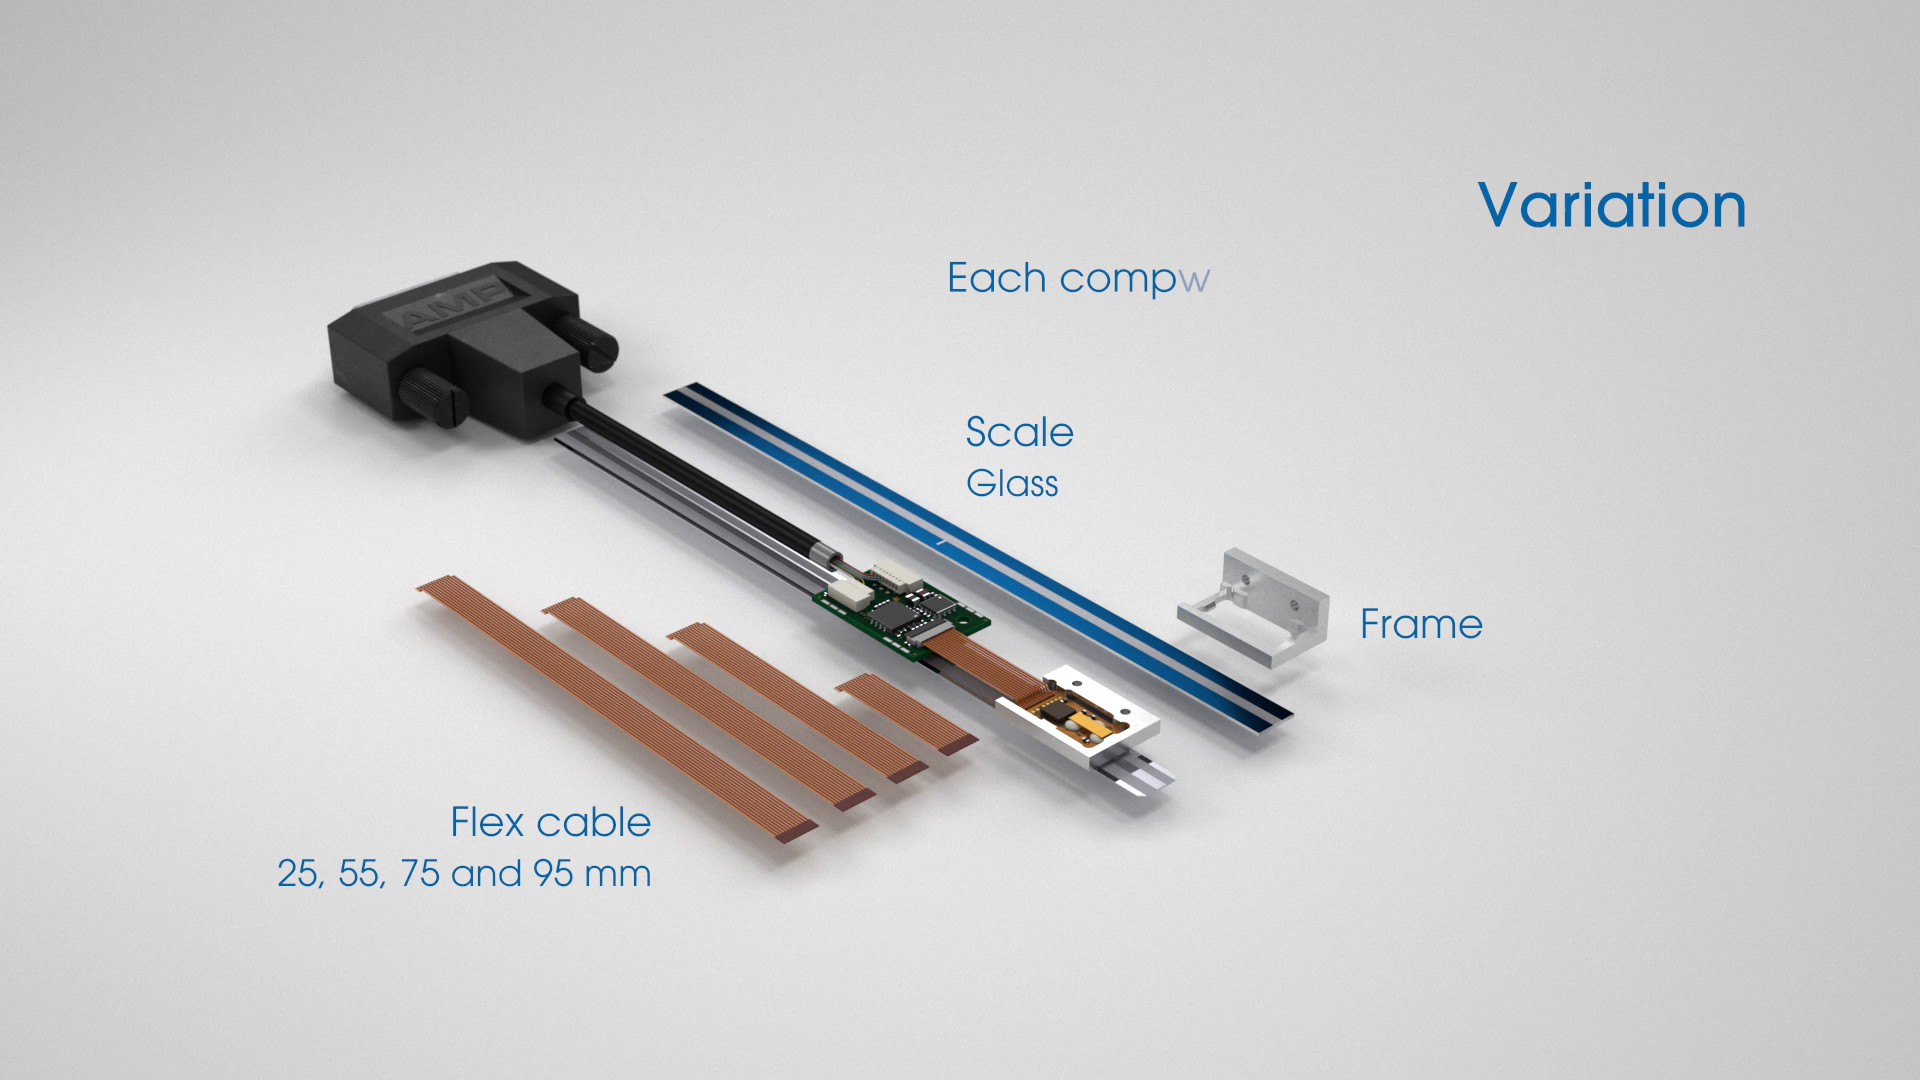 Variation
Each compw
AMP
Scale
Glass
Frame
Flex cable
25, 55, 75 and 95 mm